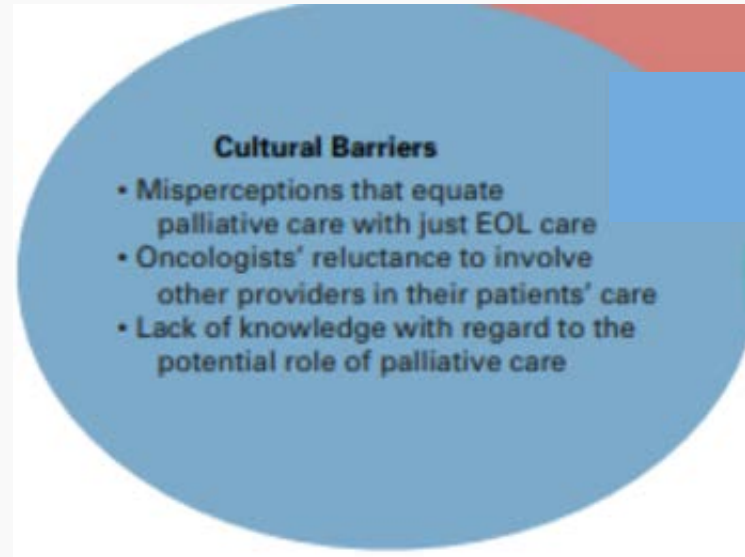 Cultural Barriers
• Misperceptions that equate
palliative care with just EOL care
• Oncologists’ reluctance to involve
other providers in their patients’ care
• Lack of knowledge with regard to the
potential role of palliative care